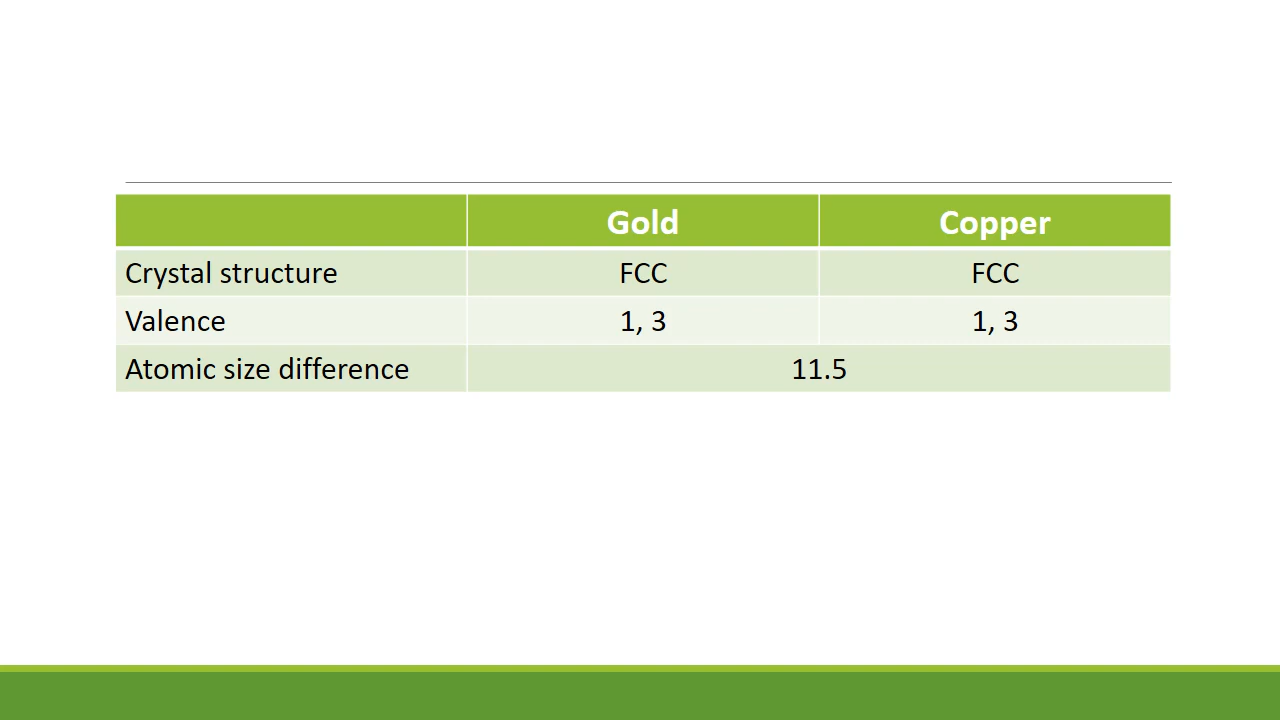 Gold Copper
Crystal structure FCC FCC
Valence 1, 3 1, 3
Atomic size difference 11.5